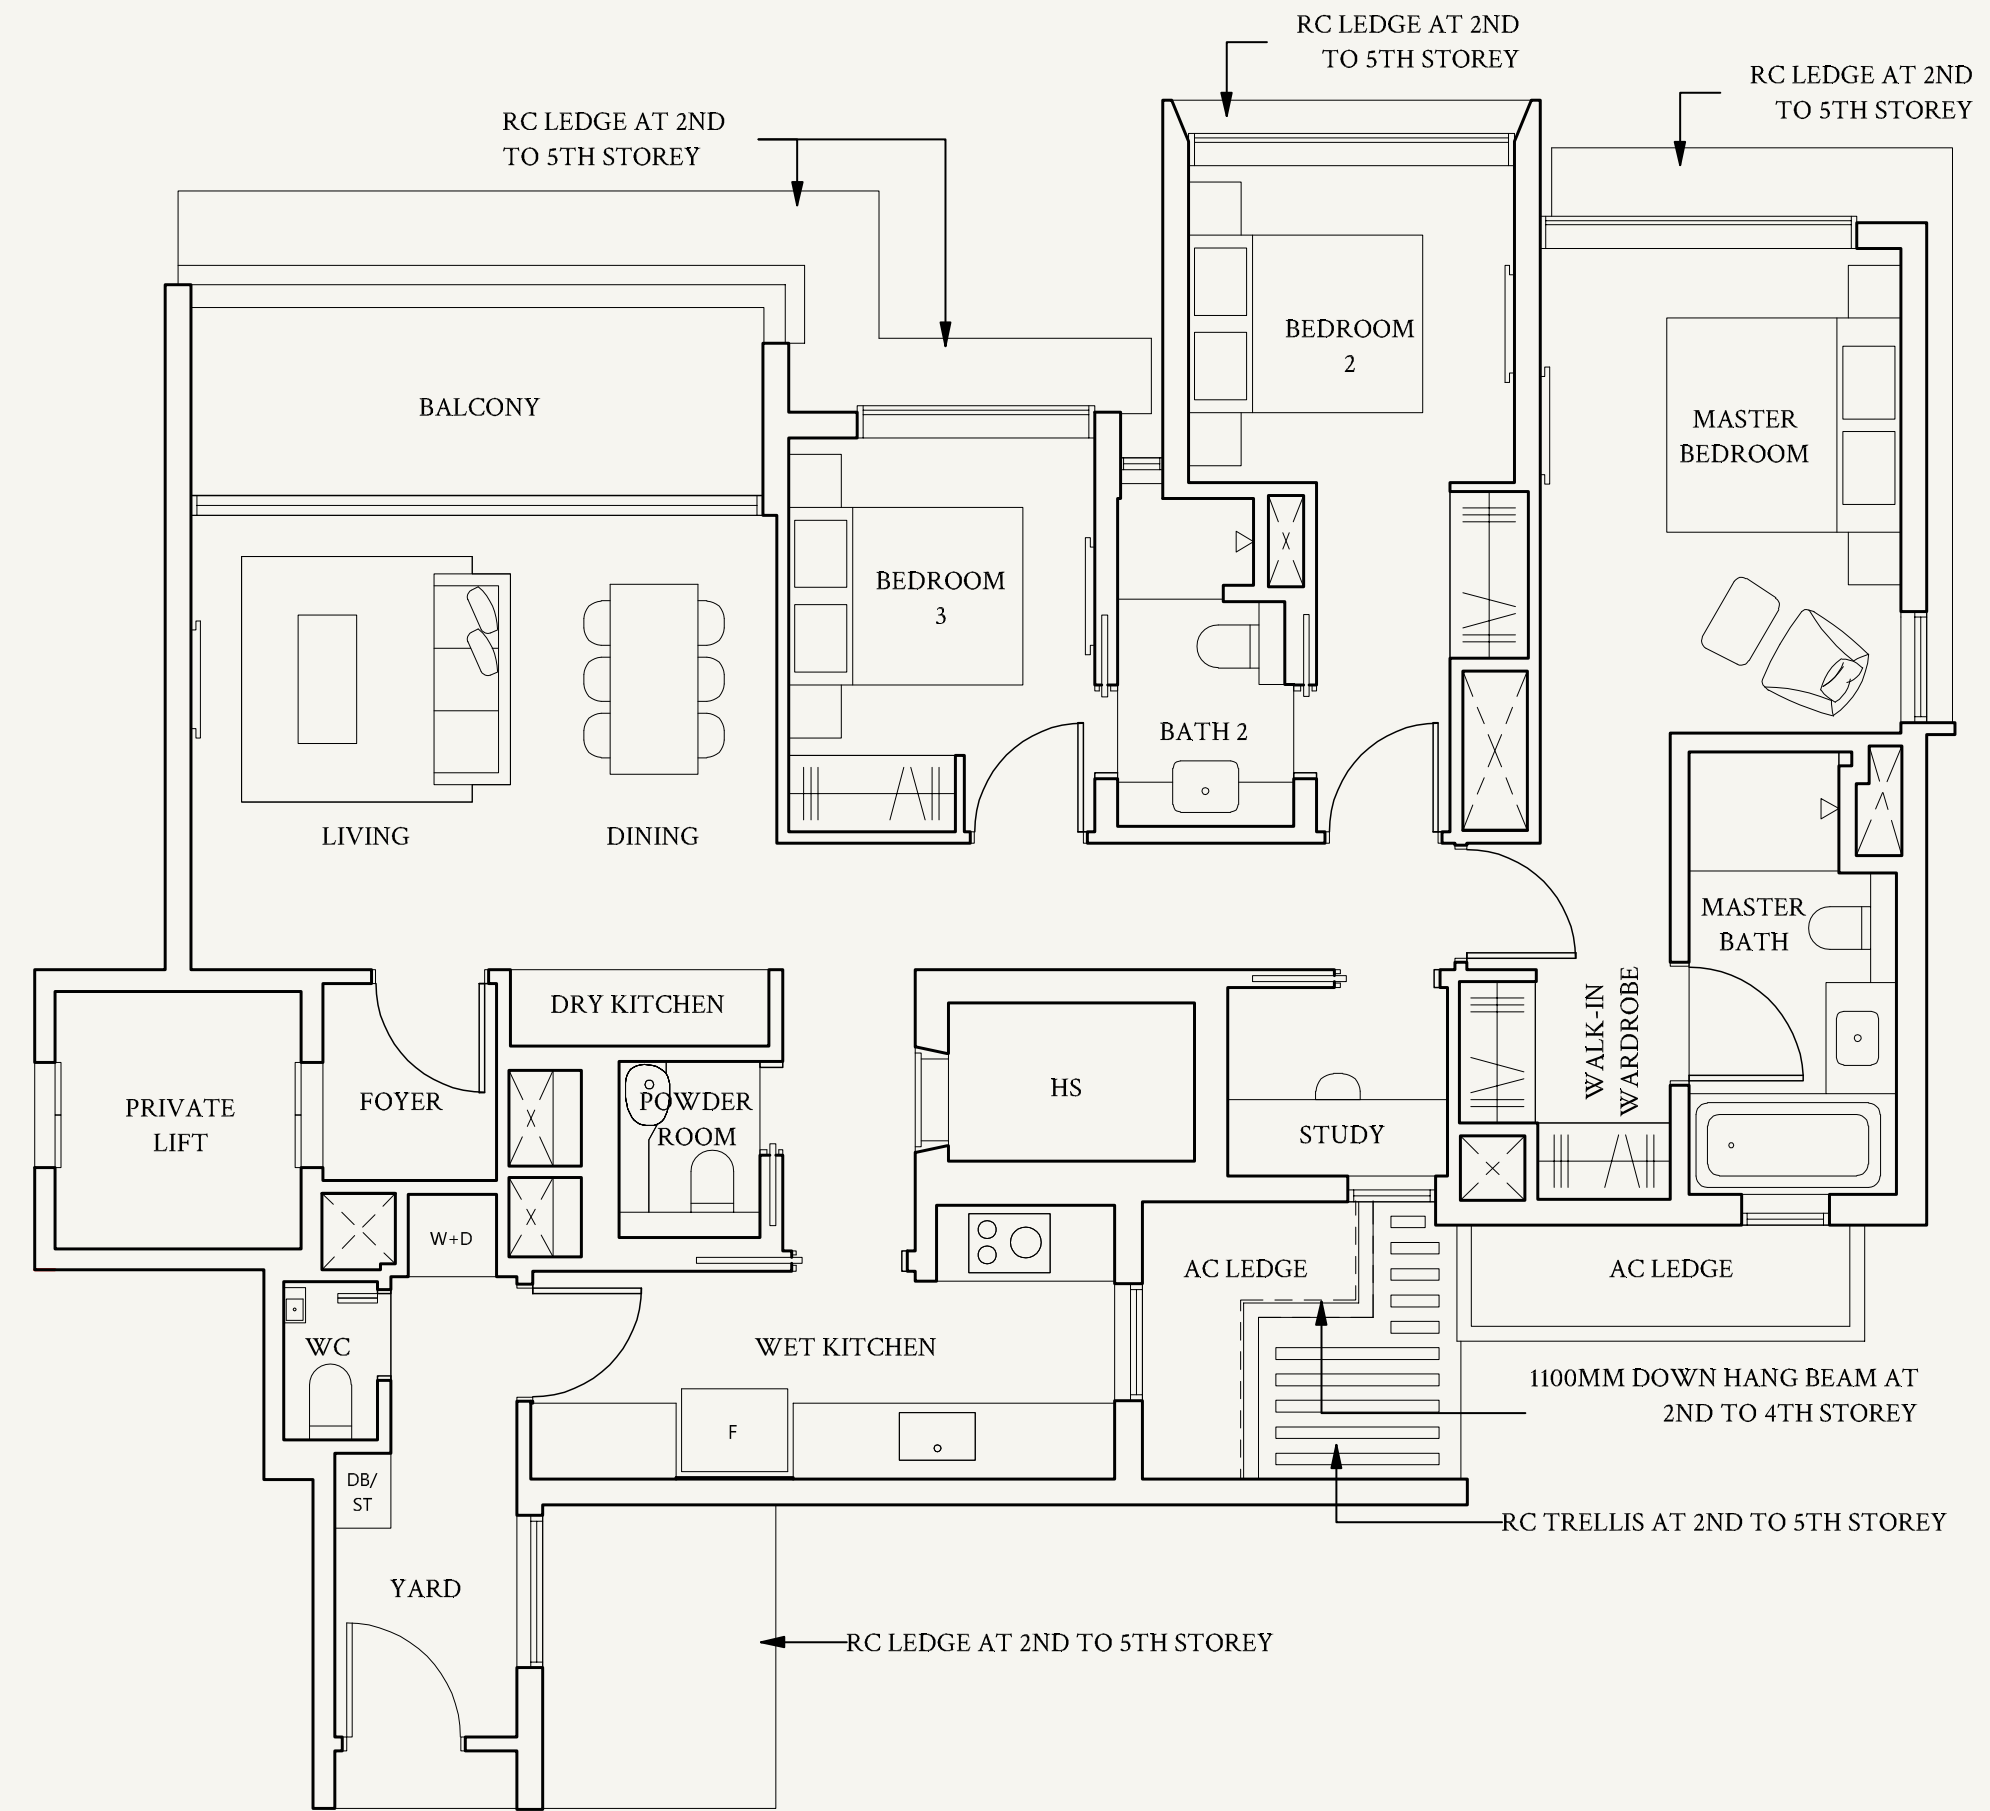 RC LEDGE AT 2ND
TO 5TH STOREY
RC LEDGE AT 2ND
TO 5TH STOREY
RC LEDGE AT 2ND
TO 5TH STOREY
BEDROOM
2
BALCONY
MASTER
BEDROOM
BEDROOM
3
BATH 2
LIVING
DINING
MASTER
BATH
DRY KITCHEN
WALK-IN
WARDROBE
PRIVATE
LIFT
FOYER
POWDER
ROOM
HS
STUDY
W+D
AC LEDGE
AC LEDGE
WC
WET KITCHEN
1100MM DOWN HANG BEAM AT
2ND TO 4TH STOREY
F
DB/
ST
RC TRELLIS AT 2ND TO 5TH STOREY
YARD
RC LEDGE AT 2ND TO 5TH STOREY